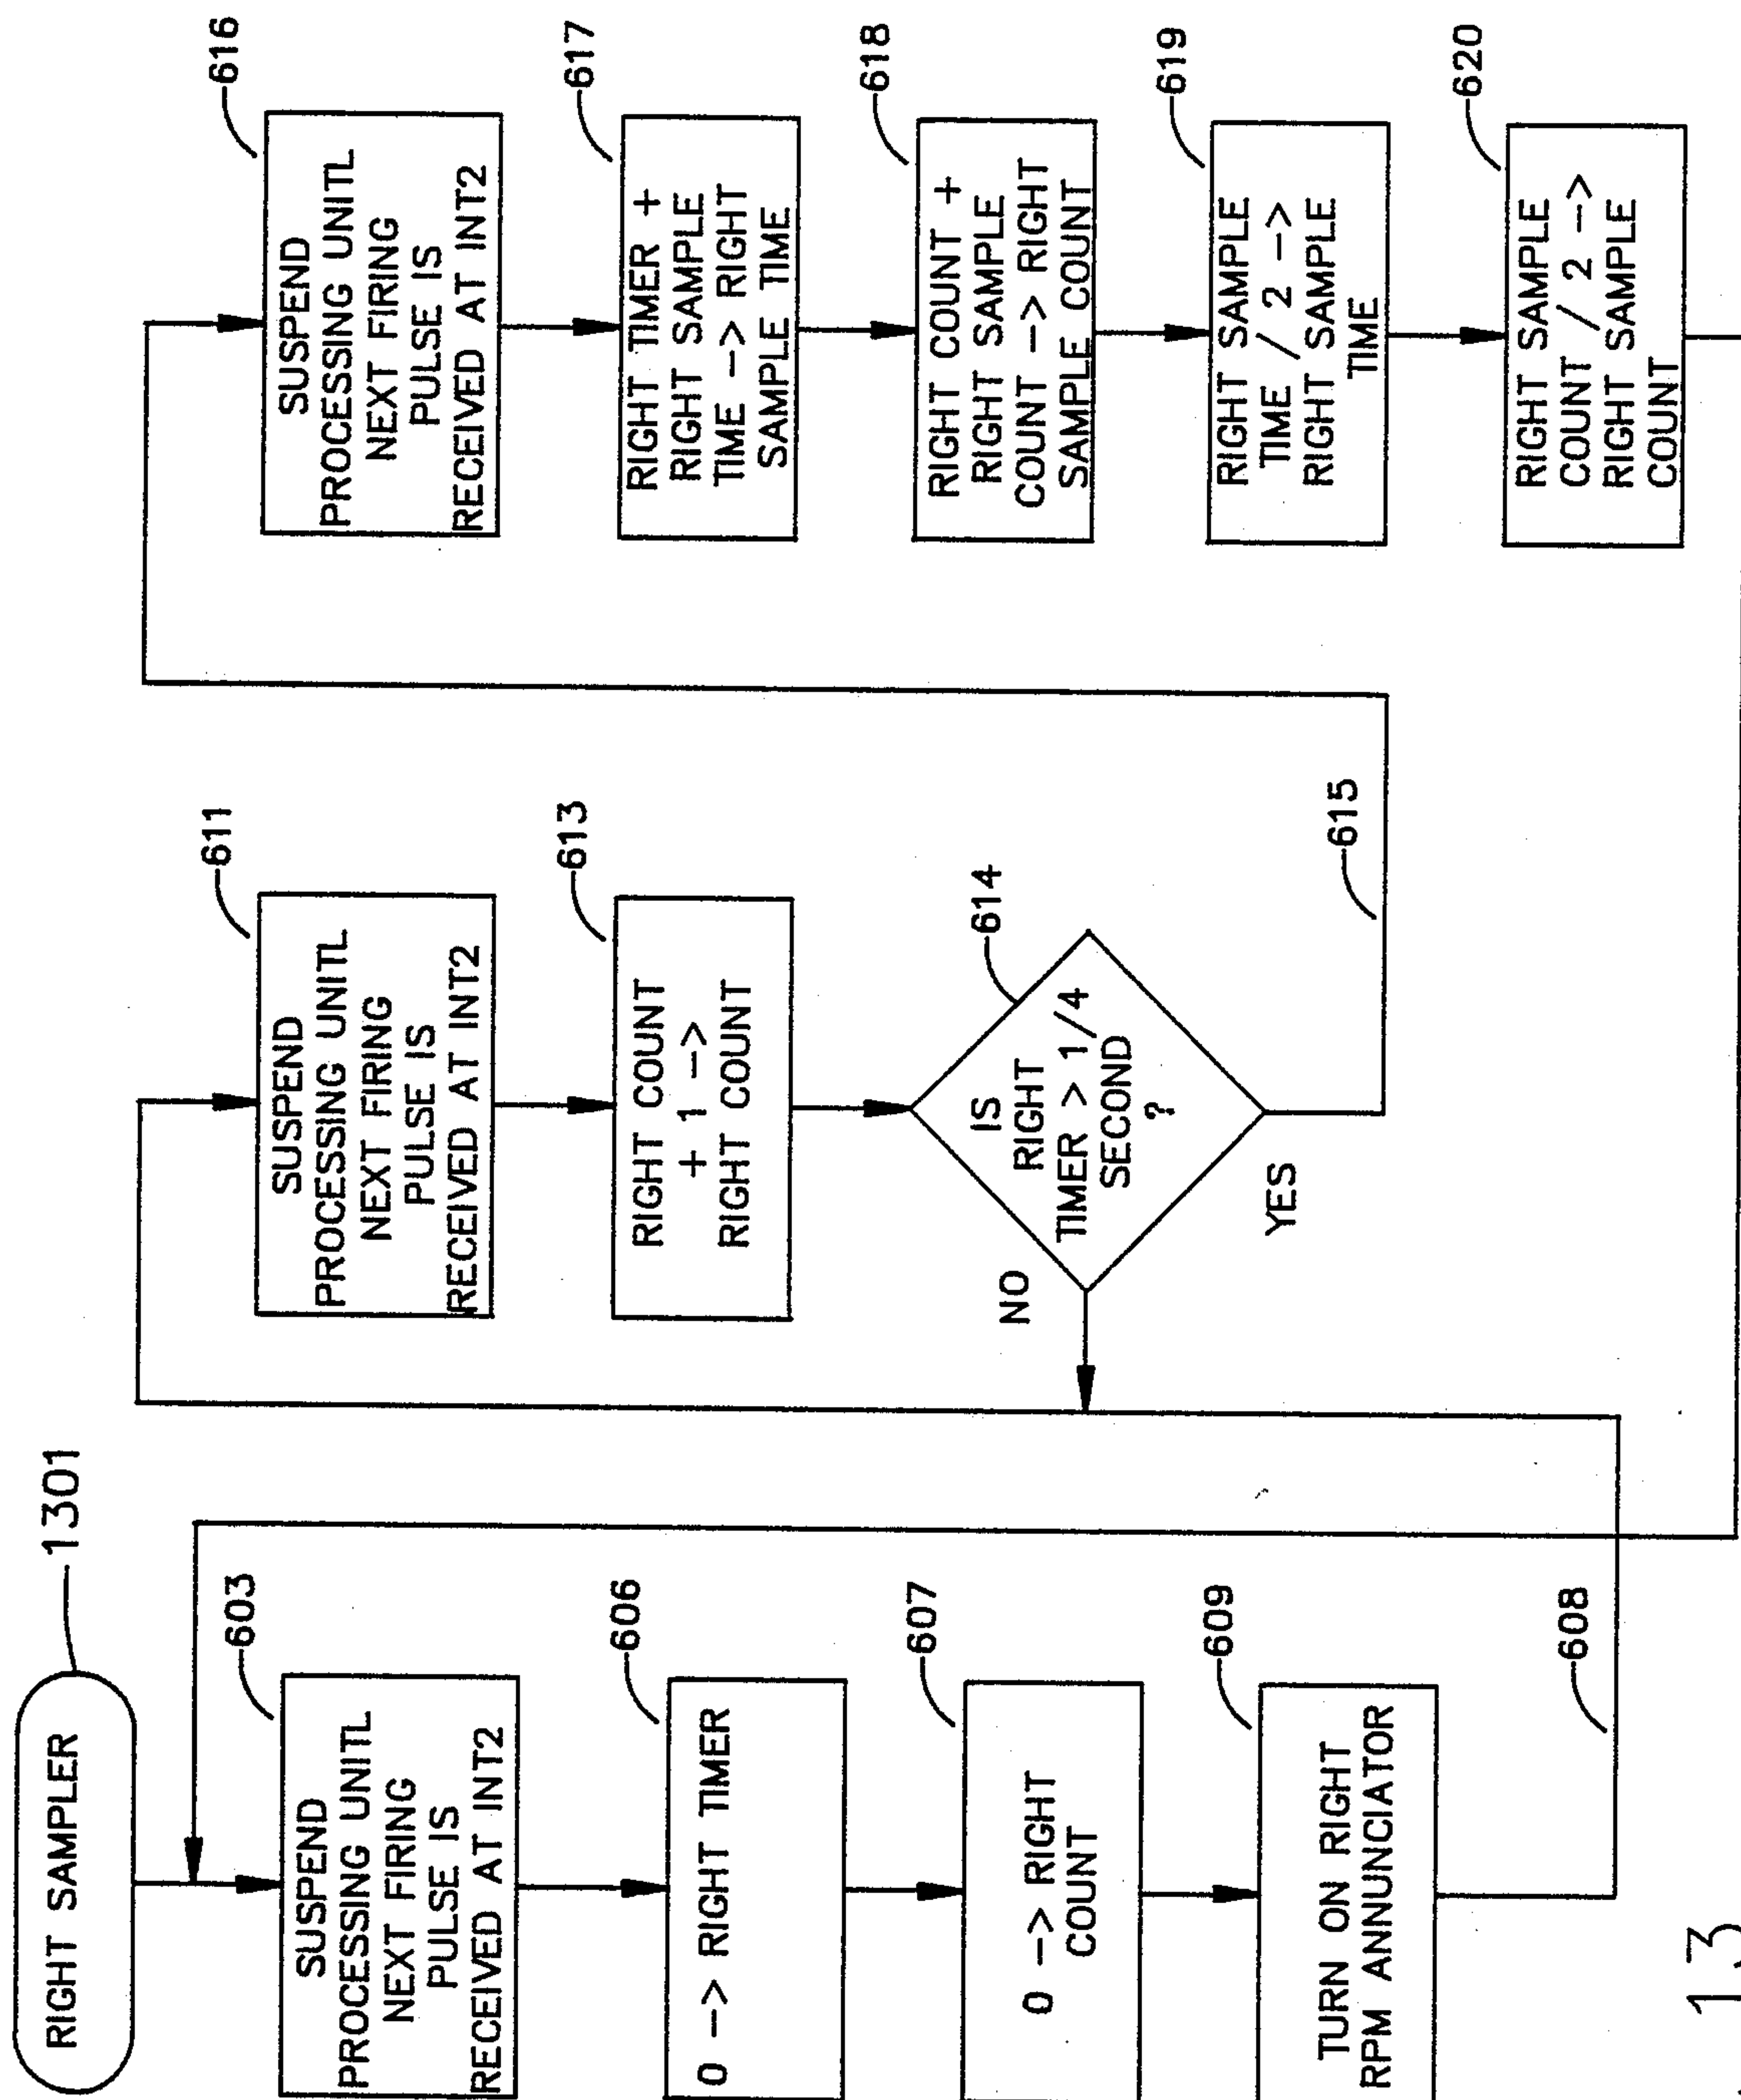 RIGHT SAMPLER
1301
SUSPEND
PROCESSING UNITL
NEXT FIRING
PULSE IS
RECEIVED AT INT2
603
0 -> RIGHT TIMER
606
0 -> RIGHT
COUNT
607
TURN ON RIGHT
RPM ANNUNCIATOR
609
608
SUSPEND
PROCESSING UNITL
NEXT FIRING
PULSE IS
RECEIVED AT INT2
611
RIGHT COUNT
+ 1 ->
RIGHT COUNT
613
IS
RIGHT
TIMER > 1/4
SECOND
?
614
NO
YES
615
SUSPEND
PROCESSING UNITL
NEXT FIRING
PULSE IS
RECEIVED AT INT2
616
RIGHT TIMER +
RIGHT SAMPLE
TIME -> RIGHT
SAMPLE TIME
617
RIGHT COUNT +
RIGHT SAMPLE
COUNT -> RIGHT
SAMPLE COUNT
618
RIGHT SAMPLE
TIME / 2 ->
RIGHT SAMPLE
TIME
619
RIGHT SAMPLE
COUNT / 2 ->
RIGHT SAMPLE
COUNT
620
13